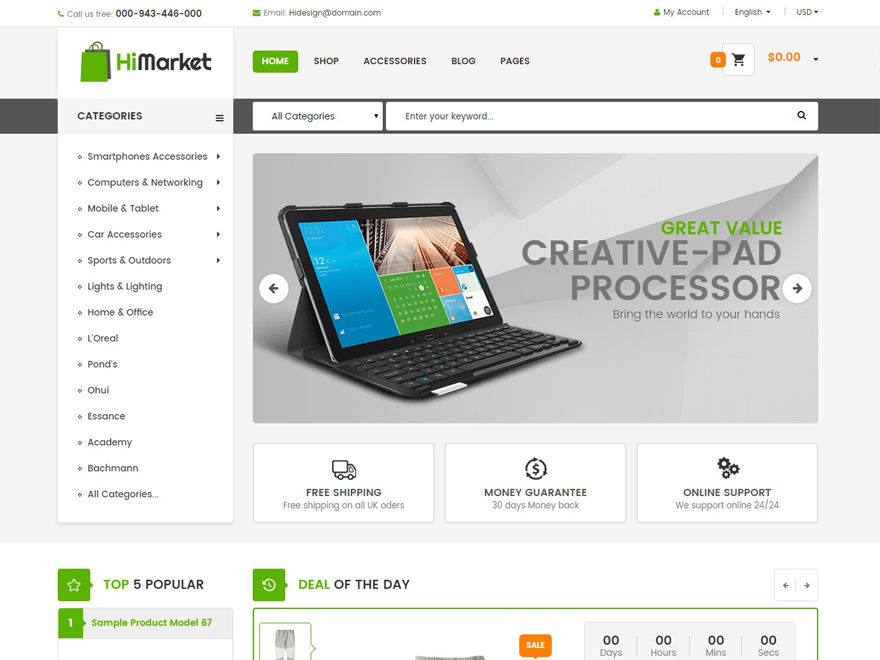 Call us free: 000-943-446-000
Email: Hidesign@domain.com
My Account
English
USD
HiMarket
HOME
SHOP
ACCESSORIES
BLOG
PAGES
0
$0.00
CATEGORIES
All Categories
Enter your keyword...
Smartphones Accessories
Computers & Networking
Mobile & Tablet
Car Accessories
Sports & Outdoors
Lights & Lighting
Home & Office
L'Oreal
Pond's
Ohui
Essance
Academy
Bachmann
All Categories...
12:52
12°
GREAT VALUE
CREATIVE-PAD
PROCESSOR
Bring the world to your hands
FREE SHIPPING
Free shipping on all UK oders
MONEY GUARANTEE
30 days Money back
ONLINE SUPPORT
We support online 24/24
TOP 5 POPULAR
1
Sample Product Model 67
DEAL OF THE DAY
SALE
00
Days
00
Hours
00
Mins
00
Secs